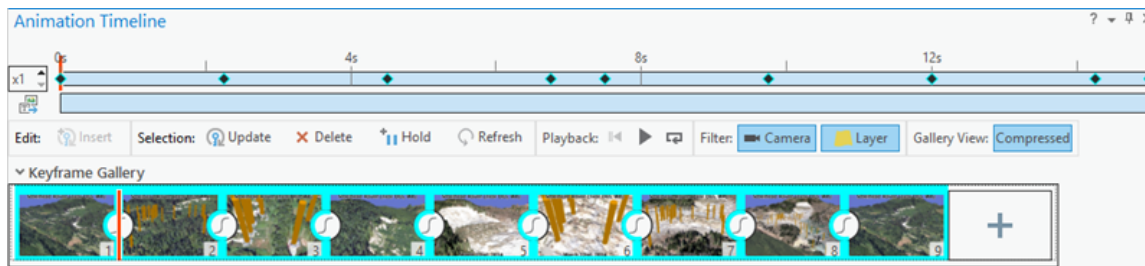 Animation Timeline ?
0s 4s 8s 12s
x1
Edit: Insert Selection: Update Delete Hold Refresh Playback: Filter: Camera Layer Gallery View: Compressed
Keyframe Gallery
1 2 3 4 5 6 7 8 9